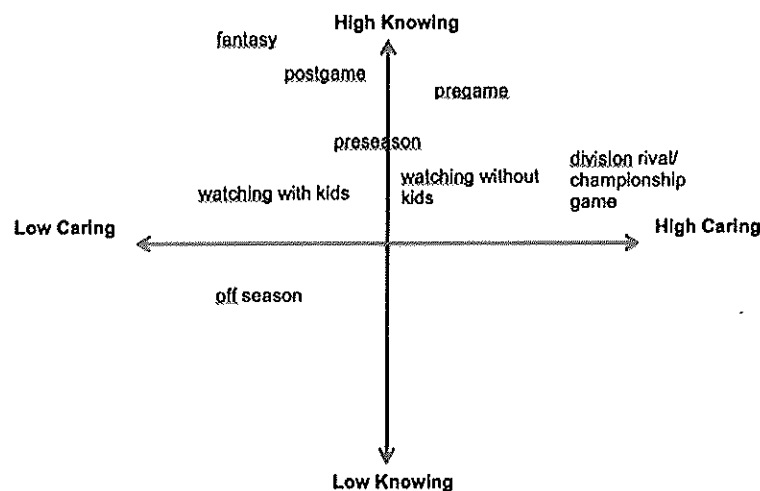 High Knowing
fantasy
postgame
pregame
preseason
division rival/
championship
game
watching without
kids
watching with kids
Low Caring
High Caring
off season
Low Knowing